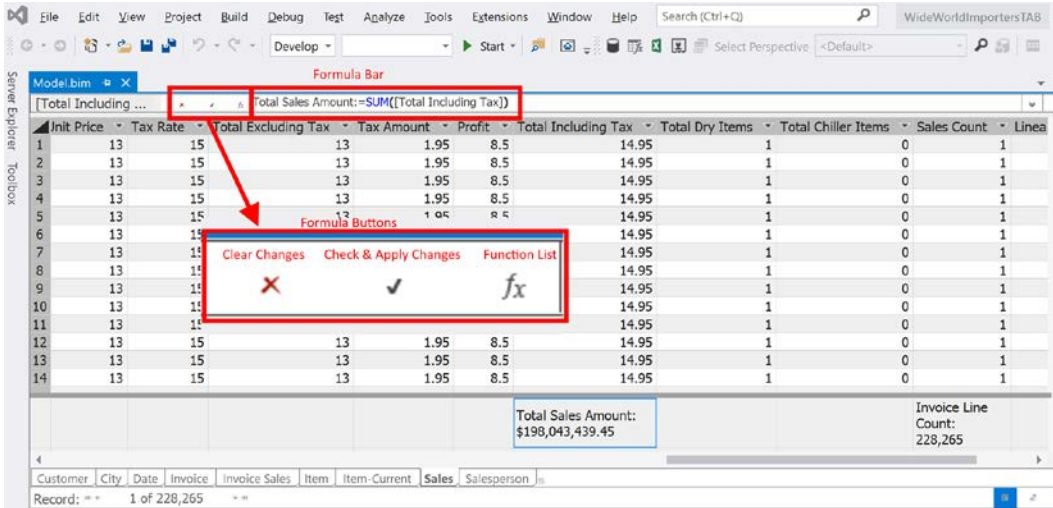 File Edit View Project Build Debug Test Analyze Tools Extensions Window Help Search (Ctrl+Q) WideWorldImportersTAB
Develop Start Select Perspective <Default>
Server Explorer
Toolbox
Model.bim
Formula Bar
[Total Including ... fx Total Sales Amount:=SUM([Total Including Tax])
Unit Price Tax Rate Total Excluding Tax Tax Amount Profit Total Including Tax Total Dry Items Total Chiller Items Sales Count Linea
1 13 15 13 1.95 8.5 14.95 1 0 1
2 13 15 13 1.95 8.5 14.95 1 0 1
3 13 15 13 1.95 8.5 14.95 1 0 1
4 13 15 13 1.95 8.5 14.95 1 0 1
5 13 15 13 1.95 8.5 14.95 1 0 1
6 13 14.95 1 0 1
7 13 14.95 1 0 1
8 13 14.95 1 0 1
9 13 14.95 1 0 1
10 13 14.95 1 0 1
11 13 14.95 1 0 1
12 13 15 13 1.95 8.5 14.95 1 0 1
13 13 15 13 1.95 8.5 14.95 1 0 1
14 13 15 13 1.95 8.5 14.95 1 0 1
Formula Buttons
Clear Changes Check & Apply Changes Function List
fx
Total Sales Amount:
$198,043,439.45
Invoice Line
Count:
228,265
Customer City Date Invoice Invoice Sales Item Item-Current Sales Salesperson
Record: 1 of 228,265